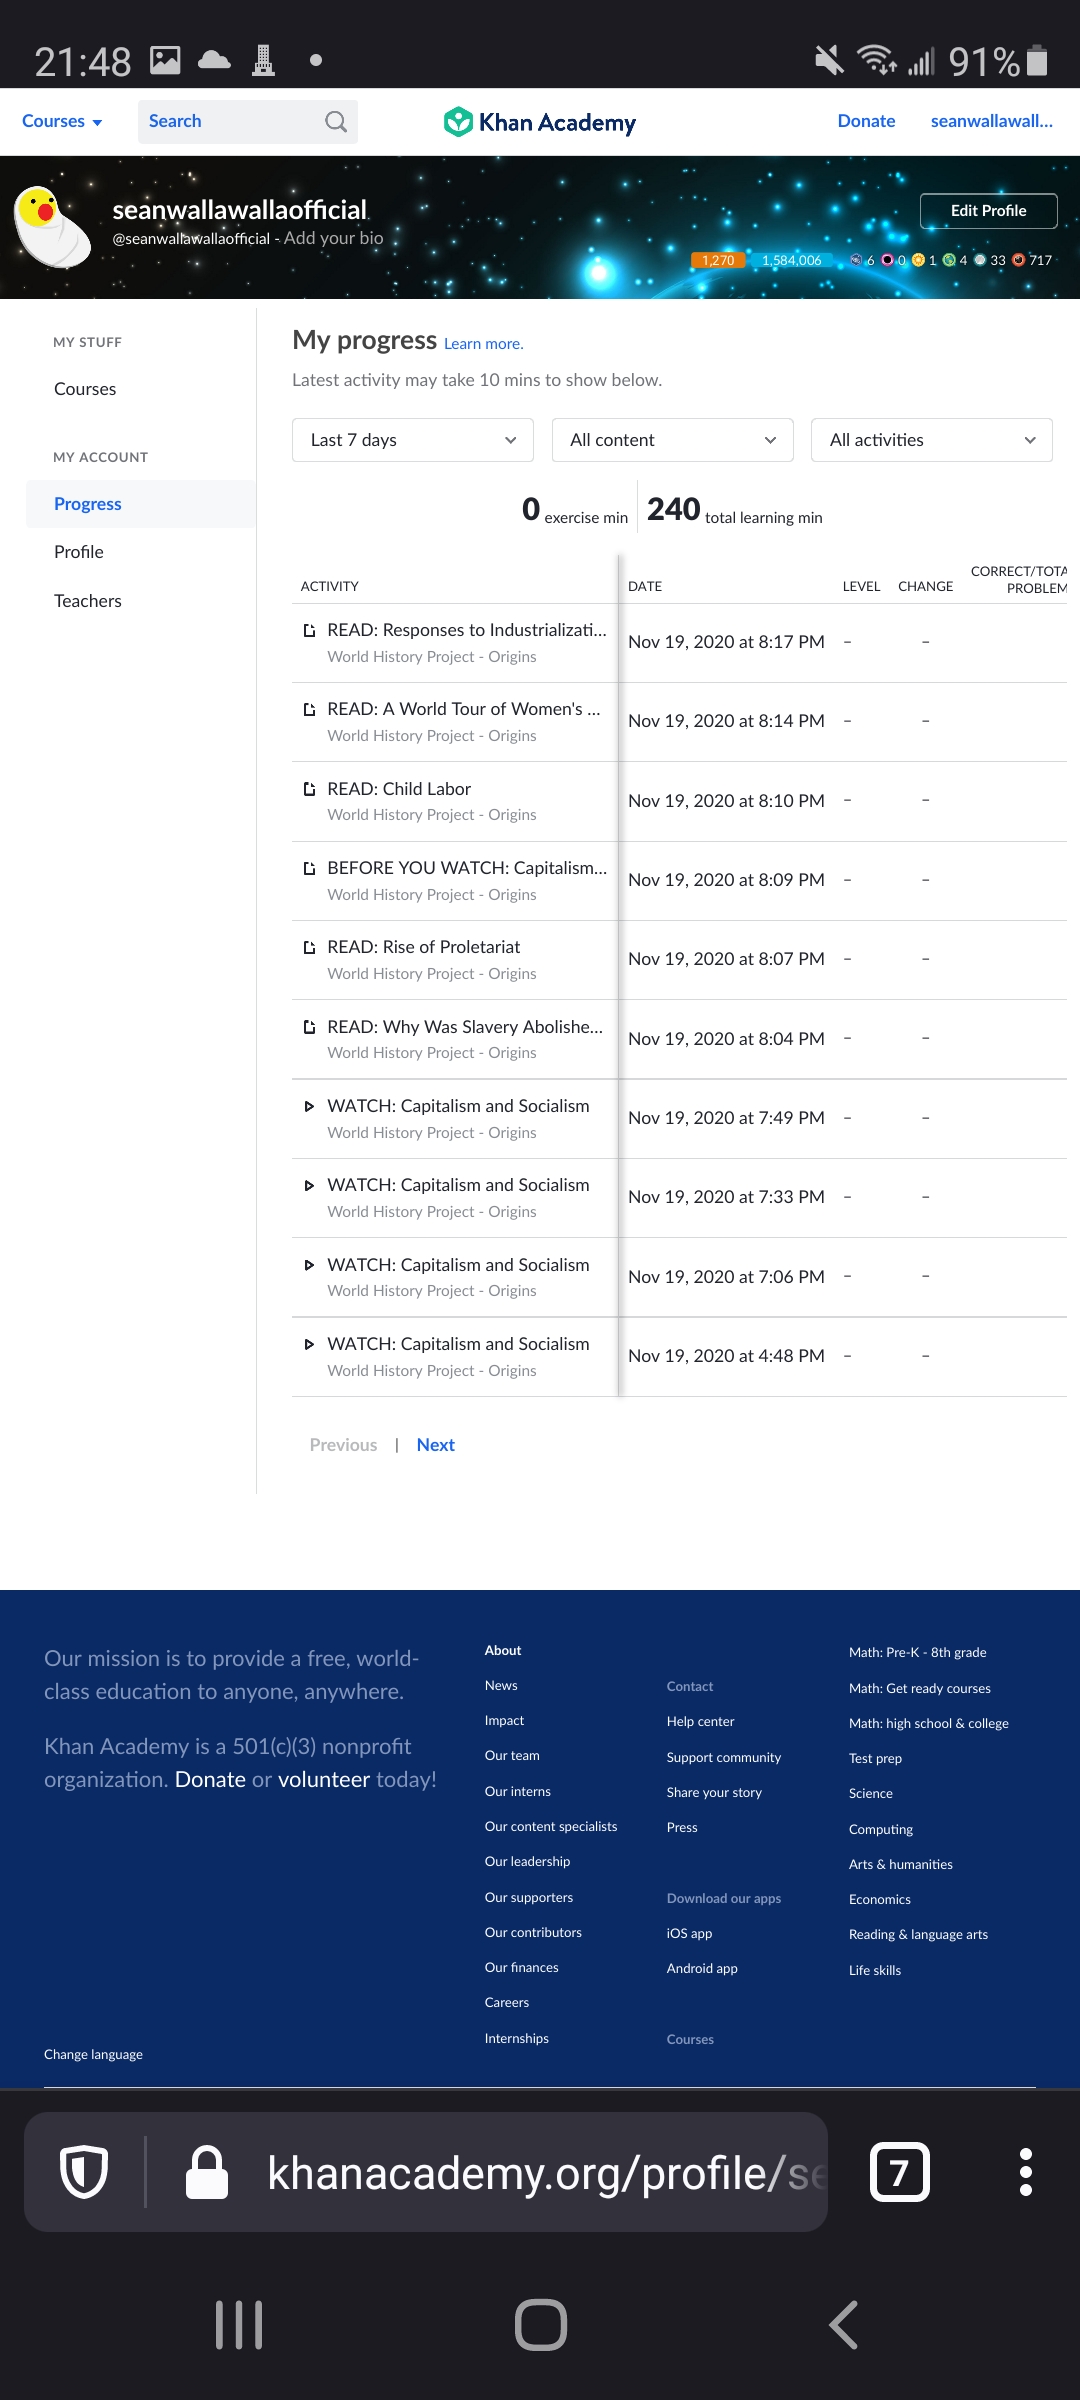 21:48 91%
Courses Search Khan Academy Donate seanwallawall...
seanwallawallaofficial
@seanwallawallaofficial - Add your bio
Edit Profile
1,270 1,584,006 6 0 1 4 33 717
MY STUFF
Courses
MY ACCOUNT
Progress
Profile
Teachers
My progress Learn more.
Latest activity may take 10 mins to show below.
Last 7 days All content All activities
0 exercise min 240 total learning min
ACTIVITY DATE LEVEL CHANGE CORRECT/TOTA
PROBLEM
READ: Responses to Industrializati... Nov 19, 2020 at 8:17 PM – –
World History Project - Origins
READ: A World Tour of Women's ... Nov 19, 2020 at 8:14 PM – –
World History Project - Origins
READ: Child Labor Nov 19, 2020 at 8:10 PM – –
World History Project - Origins
BEFORE YOU WATCH: Capitalism... Nov 19, 2020 at 8:09 PM – –
World History Project - Origins
READ: Rise of Proletariat Nov 19, 2020 at 8:07 PM – –
World History Project - Origins
READ: Why Was Slavery Abolishe... Nov 19, 2020 at 8:04 PM – –
World History Project - Origins
WATCH: Capitalism and Socialism Nov 19, 2020 at 7:49 PM – –
World History Project - Origins
WATCH: Capitalism and Socialism Nov 19, 2020 at 7:33 PM – –
World History Project - Origins
WATCH: Capitalism and Socialism Nov 19, 2020 at 7:06 PM – –
World History Project - Origins
WATCH: Capitalism and Socialism Nov 19, 2020 at 4:48 PM – –
World History Project - Origins
Previous | Next
Our mission is to provide a free, world-
class education to anyone, anywhere.
Khan Academy is a 501(c)(3) nonprofit
organization. Donate or volunteer today!
Change language
About
News
Impact
Our team
Our interns
Our content specialists
Our leadership
Our supporters
Our contributors
Our finances
Careers
Internships
Contact
Help center
Support community
Share your story
Press
Download our apps
iOS app
Android app
Courses
Math: Pre-K - 8th grade
Math: Get ready courses
Math: high school & college
Test prep
Science
Computing
Arts & humanities
Economics
Reading & language arts
Life skills
khanacademy.org/profile/se 7